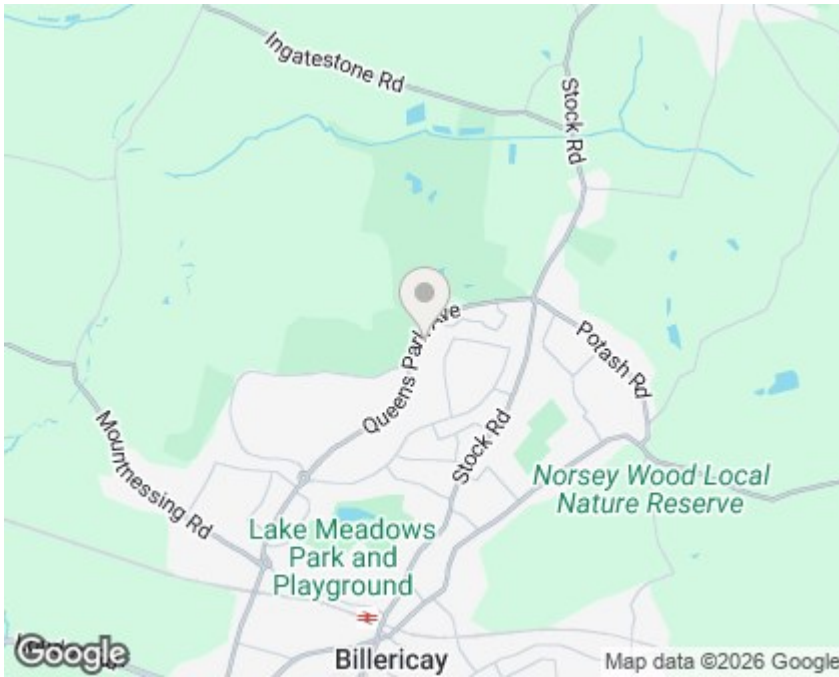 Ingatestone Rd
Stock Rd
Queens Park Ave
Potash Rd
Stock Rd
Mountnessing Rd
Norsey Wood Local
Nature Reserve
Lake Meadows
Park and
Playground
Billericay
Google
Map data ©2026 Google